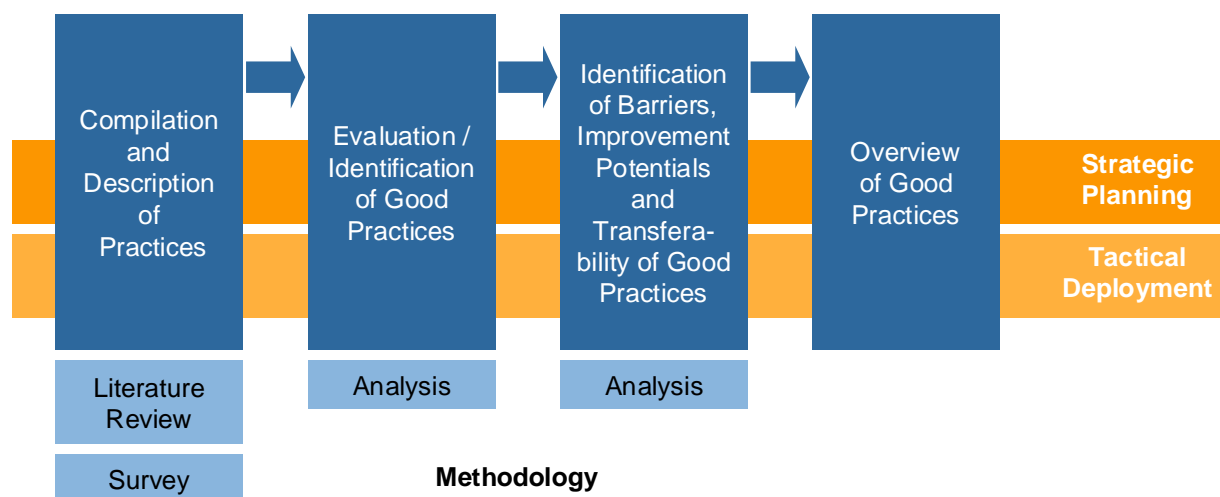 Compilation
and
Description
of
Practices
Evaluation /
Identification
of Good
Practices
Identification
of Barriers,
Improvement
Potentials
and
Transfera-
bility of Good
Practices
Overview
of Good
Practices
Strategic
Planning
Tactical
Deployment
Literature
Review
Survey
Analysis
Analysis
Methodology